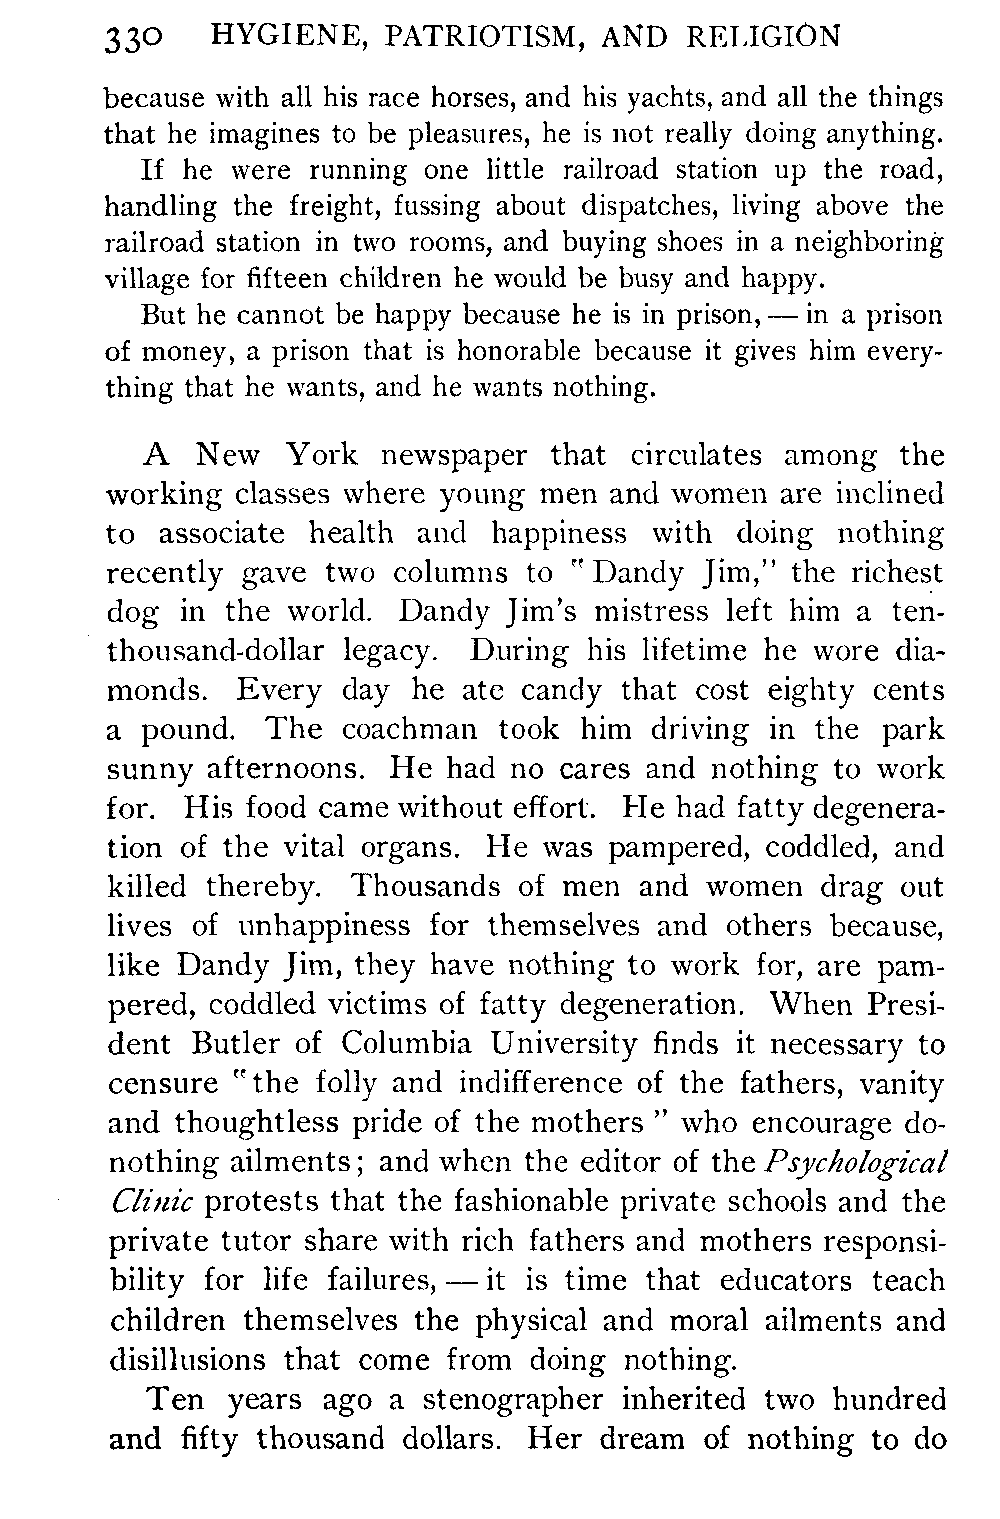 330 HYGIENE, PATRIOTISM, AND RELIGION
because with all his race horses, and his yachts, and all the things
that he imagines to be pleasures, he is not really doing anything.
If he were running one little railroad station up the road,
handling the freight, fussing about dispatches, living above the
railroad station in two rooms, and buying shoes in a neighboring
village for fifteen children he would be busy and happy.
But he cannot be happy because he is in prison, — in a prison
of money, a prison that is honorable because it gives him every-
thing that he wants, and he wants nothing.
A New York newspaper that circulates among the
working classes where young men and women are inclined
to associate health and happiness with doing nothing
recently gave two columns to "Dandy Jim," the richest
dog in the world. Dandy Jim's mistress left him a ten-
thousand-dollar legacy. During his lifetime he wore dia-
monds. Every day he ate candy that cost eighty cents
a pound. The coachman took him driving in the park
sunny afternoons. He had no cares and nothing to work
for. His food came without effort. He had fatty degenera-
tion of the vital organs. He was pampered, coddled, and
killed thereby. Thousands of men and women drag out
lives of unhappiness for themselves and others because,
like Dandy Jim, they have nothing to work for, are pam-
pered, coddled victims of fatty degeneration. When Presi-
dent Butler of Columbia University finds it necessary to
censure "the folly and indifference of the fathers, vanity
and thoughtless pride of the mothers" who encourage do-
nothing ailments; and when the editor of the Psychological
Clinic protests that the fashionable private schools and the
private tutor share with rich fathers and mothers responsi-
bility for life failures, — it is time that educators teach
children themselves the physical and moral ailments and
disillusions that come from doing nothing.
Ten years ago a stenographer inherited two hundred
and fifty thousand dollars. Her dream of nothing to do